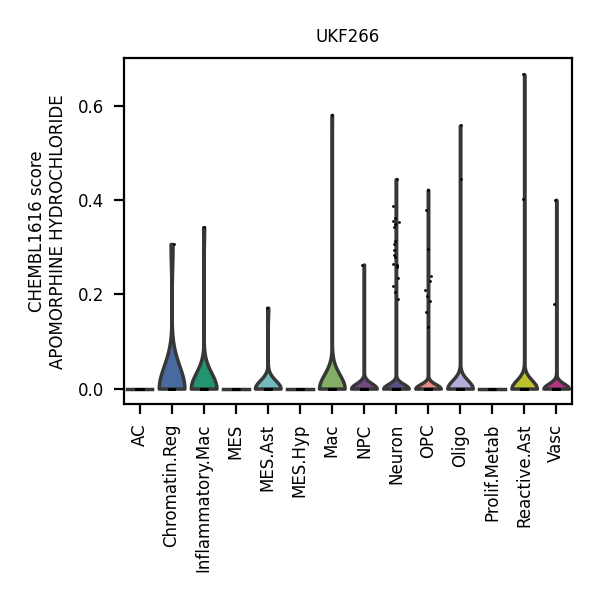 UKF266
CHEMBL1616 score
APOMORPHINE HYDROCHLORIDE
0.6
0.4
0.2
0.0
AC
Chromatin.Reg
Inflammatory.Mac
MES
MES.Ast
MES.Hyp
Mac
NPC
Neuron
OPC
Oligo
Prolif.Metab
Reactive.Ast
Vasc